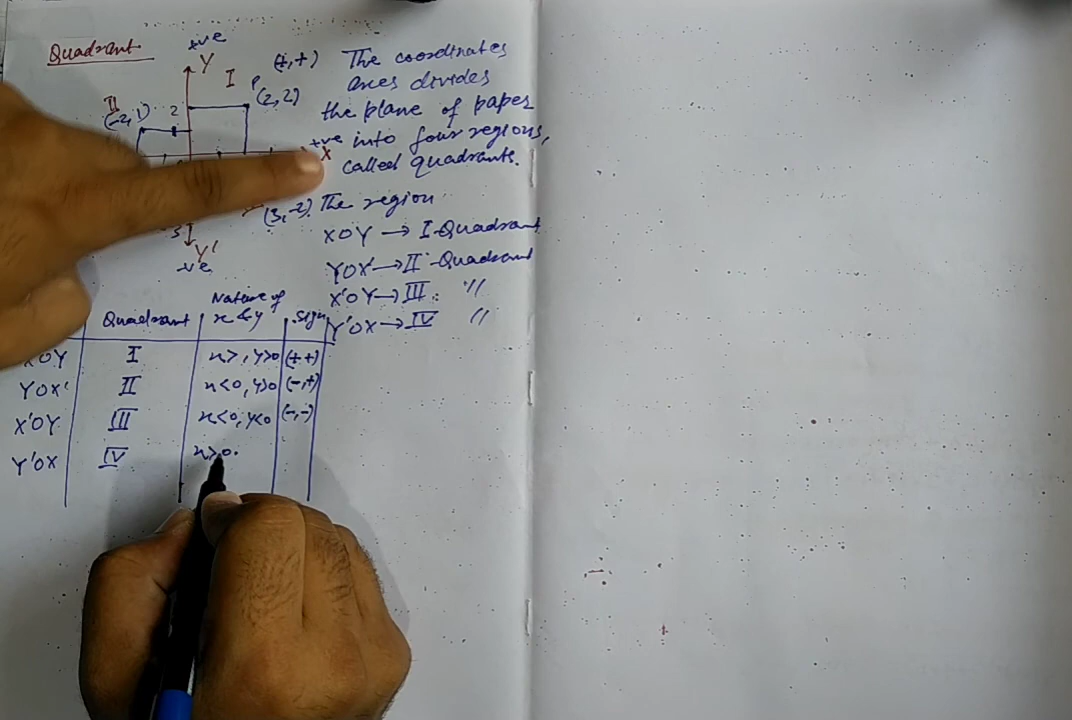 Quadrant
+ve
Y
I
(+,+)
P
(2, 2)
II
(-2, 1)
2
+ve
X
(3, -2)
Y'
-ve
The coordinates
axes divides
the plane of paper
into four regions,
called quadrants.
The region
XOY → I-Quadrant
YOX' → II-Quadrant
X'OY → III "
Y'OX → IV "
Quadrant | Nature of x & y | Sign
XOY | I | x>, y>0 | (+ +)
YOX' | II | x<0, y>0 | (-,+)
X'OY | III | x<0, y<0 | (-,-)
Y'OX | IV | x>0.